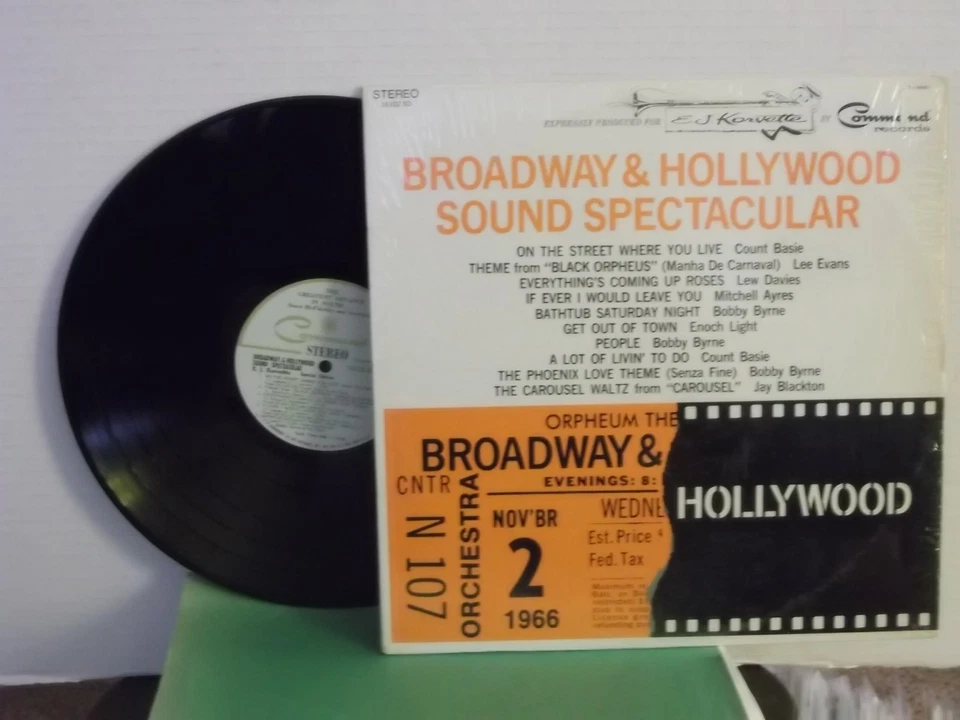 STEREO
EXPRESSLY PRODUCED FOR E J Korvette BY Command records
BROADWAY & HOLLYWOOD
SOUND SPECTACULAR
ON THE STREET WHERE YOU LIVE Count Basie
THEME from "BLACK ORPHEUS" (Manha De Carnaval) Lee Evans
EVERYTHING'S COMING UP ROSES Lew Davies
IF EVER I WOULD LEAVE YOU Mitchell Ayres
BATHTUB SATURDAY NIGHT Bobby Byrne
GET OUT OF TOWN Enoch Light
PEOPLE Bobby Byrne
A LOT OF LIVIN' TO DO Count Basie
THE PHOENIX LOVE THEME (Senza Fine) Bobby Byrne
THE CAROUSEL WALTZ from "CAROUSEL" Jay Blackton
ORPHEUM THE
BROADWAY &
EVENINGS: 8:
CNTR
N 107
ORCHESTRA
NOV'BR
2
1966
WEDNE
Est. Price
Fed. Tax
HOLLYWOOD
STEREO
BROADWAY & HOLLYWOOD
SOUND SPECTACULAR